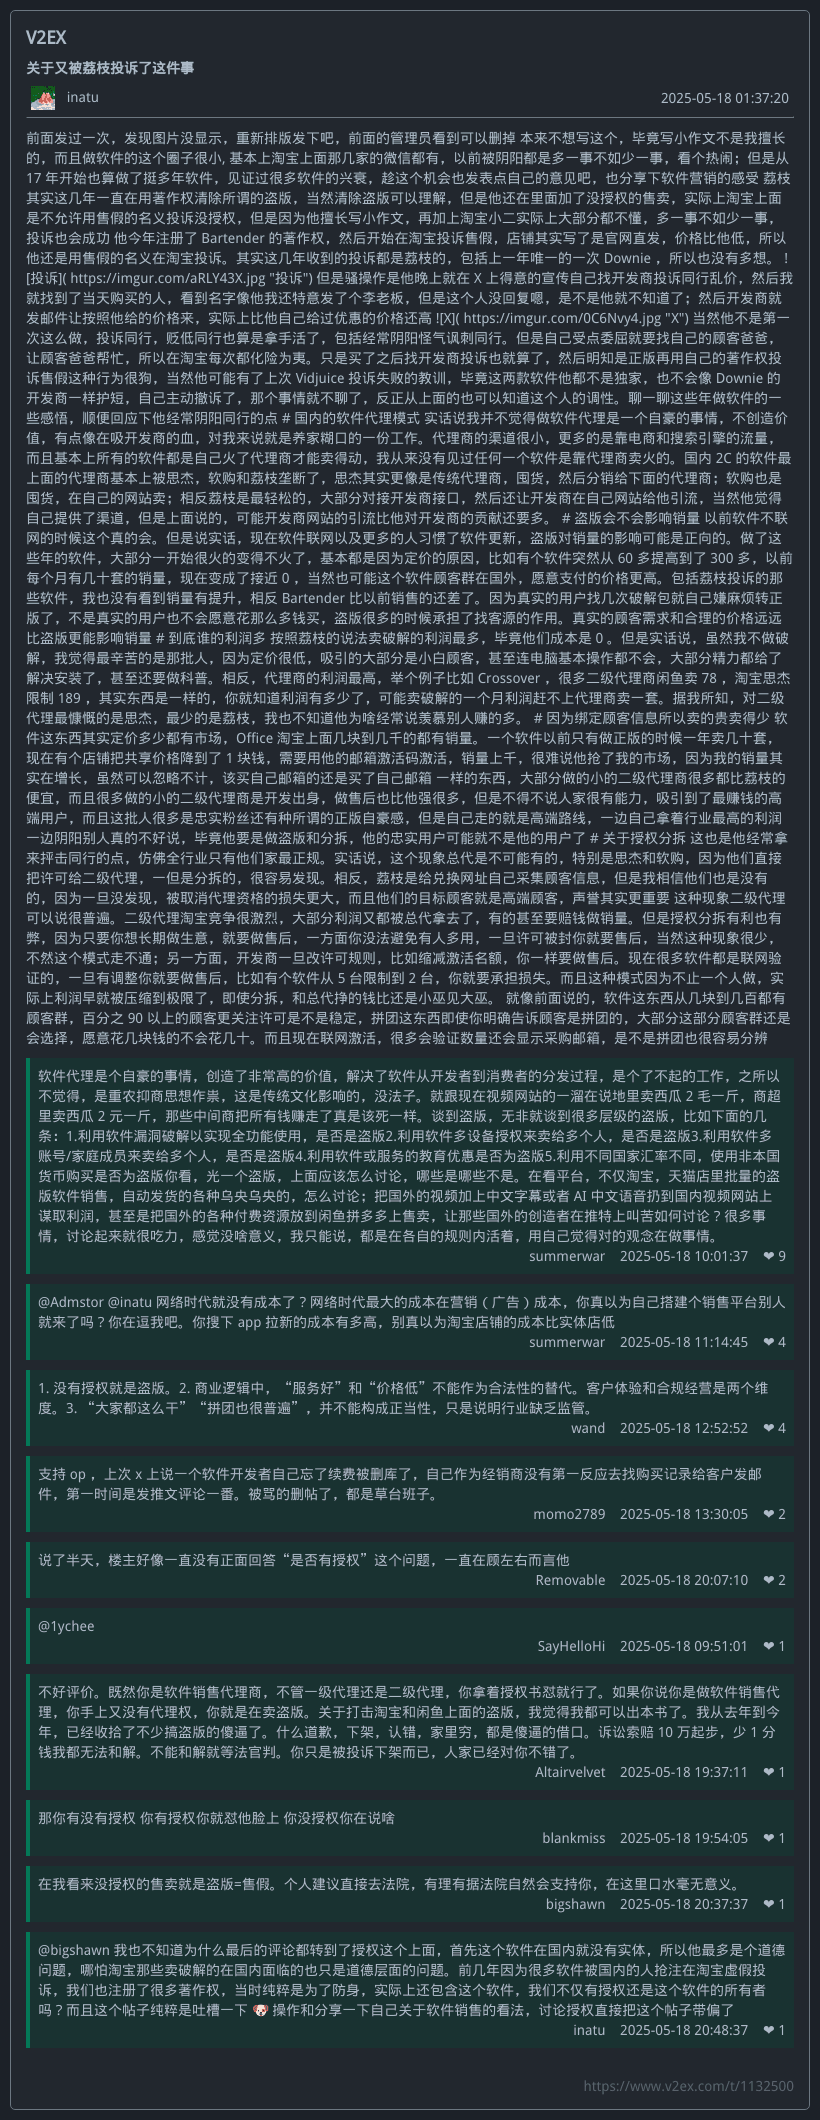 V2EX
关于又被荔枝投诉了这件事
inatu
2025-05-18 01:37:20
前面发过一次，发现图片没显示，重新排版发下吧，前面的管理员看到可以删掉 本来不想写这个，毕竟写小作文不是我擅长
的，而且做软件的这个圈子很小, 基本上淘宝上面那几家的微信都有，以前被阴阳都是多一事不如少一事，看个热闹；但是从
17 年开始也算做了挺多年软件，见证过很多软件的兴衰，趁这个机会也发表点自己的意见吧，也分享下软件营销的感受 荔枝
其实这几年一直在用著作权清除所谓的盗版，当然清除盗版可以理解，但是他还在里面加了没授权的售卖，实际上淘宝上面
是不允许用售假的名义投诉没授权，但是因为他擅长写小作文，再加上淘宝小二实际上大部分都不懂，多一事不如少一事，
投诉也会成功 他今年注册了 Bartender 的著作权，然后开始在淘宝投诉售假，店铺其实写了是官网直发，价格比他低，所以
他还是用售假的名义在淘宝投诉。其实这几年收到的投诉都是荔枝的，包括上一年唯一的一次 Downie ，所以也没有多想。 !
[投诉]( https://imgur.com/aRLY43X.jpg "投诉") 但是骚操作是他晚上就在 X 上得意的宣传自己找开发商投诉同行乱价，然后我
就找到了当天购买的人，看到名字像他我还特意发了个李老板，但是这个人没回复嗯，是不是他就不知道了；然后开发商就
发邮件让按照他给的价格来，实际上比他自己给过优惠的价格还高 ![X]( https://imgur.com/0C6Nvy4.jpg "X") 当然他不是第一
次这么做，投诉同行，贬低同行也算是拿手活了，包括经常阴阳怪气讽刺同行。但是自己受点委屈就要找自己的顾客爸爸，
让顾客爸爸帮忙，所以在淘宝每次都化险为夷。只是买了之后找开发商投诉也就算了，然后明知是正版再用自己的著作权投
诉售假这种行为很狗，当然他可能有了上次 Vidjuice 投诉失败的教训，毕竟这两款软件他都不是独家，也不会像 Downie 的
开发商一样护短，自己主动撤诉了，那个事情就不聊了，反正从上面的也可以知道这个人的调性。聊一聊这些年做软件的一
些感悟，顺便回应下他经常阴阳同行的点 # 国内的软件代理模式 实话说我并不觉得做软件代理是一个自豪的事情，不创造价
值，有点像在吸开发商的血，对我来说就是养家糊口的一份工作。代理商的渠道很小，更多的是靠电商和搜索引擎的流量，
而且基本上所有的软件都是自己火了代理商才能卖得动，我从来没有见过任何一个软件是靠代理商卖火的。国内 2C 的软件最
上面的代理商基本上被思杰，软购和荔枝垄断了，思杰其实更像是传统代理商，囤货，然后分销给下面的代理商；软购也是
囤货，在自己的网站卖；相反荔枝是最轻松的，大部分对接开发商接口，然后还让开发商在自己网站给他引流，当然他觉得
自己提供了渠道，但是上面说的，可能开发商网站的引流比他对开发商的贡献还要多。 # 盗版会不会影响销量 以前软件不联
网的时候这个真的会。但是说实话，现在软件联网以及更多的人习惯了软件更新，盗版对销量的影响可能是正向的。做了这
些年的软件，大部分一开始很火的变得不火了，基本都是因为定价的原因，比如有个软件突然从 60 多提高到了 300 多，以前
每个月有几十套的销量，现在变成了接近 0 ，当然也可能这个软件顾客群在国外，愿意支付的价格更高。包括荔枝投诉的那
些软件，我也没有看到销量有提升，相反 Bartender 比以前销售的还差了。因为真实的用户找几次破解包就自己嫌麻烦转正
版了，不是真实的用户也不会愿意花那么多钱买，盗版很多的时候承担了找客源的作用。真实的顾客需求和合理的价格远远
比盗版更能影响销量 # 到底谁的利润多 按照荔枝的说法卖破解的利润最多，毕竟他们成本是 0 。但是实话说，虽然我不做破
解，我觉得最辛苦的是那批人，因为定价很低，吸引的大部分是小白顾客，甚至连电脑基本操作都不会，大部分精力都给了
解决安装了，甚至还要做科普。相反，代理商的利润最高，举个例子比如 Crossover ，很多二级代理商闲鱼卖 78 ，淘宝思杰
限制 189 ，其实东西是一样的，你就知道利润有多少了，可能卖破解的一个月利润赶不上代理商卖一套。据我所知，对二级
代理最慷慨的是思杰，最少的是荔枝，我也不知道他为啥经常说羡慕别人赚的多。 # 因为绑定顾客信息所以卖的贵卖得少 软
件这东西其实定价多少都有市场，Office 淘宝上面几块到几千的都有销量。一个软件以前只有做正版的时候一年卖几十套，
现在有个店铺把共享价格降到了 1 块钱，需要用他的邮箱激活码激活，销量上千，很难说他抢了我的市场，因为我的销量其
实在增长，虽然可以忽略不计，该买自己邮箱的还是买了自己邮箱 一样的东西，大部分做的小的二级代理商很多都比荔枝的
便宜，而且很多做的小的二级代理商是开发出身，做售后也比他强很多，但是不得不说人家很有能力，吸引到了最赚钱的高
端用户，而且这批人很多是忠实粉丝还有种所谓的正版自豪感，但是自己走的就是高端路线，一边自己拿着行业最高的利润
一边阴阳别人真的不好说，毕竟他要是做盗版和分拆，他的忠实用户可能就不是他的用户了 # 关于授权分拆 这也是他经常拿
来抨击同行的点，仿佛全行业只有他们家最正规。实话说，这个现象总代是不可能有的，特别是思杰和软购，因为他们直接
把许可给二级代理，一但是分拆的，很容易发现。相反，荔枝是给兑换网址自己采集顾客信息，但是我相信他们也是没有
的，因为一旦没发现，被取消代理资格的损失更大，而且他们的目标顾客就是高端顾客，声誉其实更重要 这种现象二级代理
可以说很普遍。二级代理淘宝竞争很激烈，大部分利润又都被总代拿去了，有的甚至要赔钱做销量。但是授权分拆有利也有
弊，因为只要你想长期做生意，就要做售后，一方面你没法避免有人多用，一旦许可被封你就要售后，当然这种现象很少，
不然这个模式走不通；另一方面，开发商一旦改许可规则，比如缩减激活名额，你一样要做售后。现在很多软件都是联网验
证的，一旦有调整你就要做售后，比如有个软件从 5 台限制到 2 台，你就要承担损失。而且这种模式因为不止一个人做，实
际上利润早就被压缩到极限了，即使分拆，和总代挣的钱比还是小巫见大巫。 就像前面说的，软件这东西从几块到几百都有
顾客群，百分之 90 以上的顾客更关注许可是不是稳定，拼团这东西即使你明确告诉顾客是拼团的，大部分这部分顾客群还是
会选择，愿意花几块钱的不会花几十。而且现在联网激活，很多会验证数量还会显示采购邮箱，是不是拼团也很容易分辨
软件代理是个自豪的事情，创造了非常高的价值，解决了软件从开发者到消费者的分发过程，是个了不起的工作，之所以
不觉得，是重农抑商思想作祟，这是传统文化影响的，没法子。就跟现在视频网站的一溜在说地里卖西瓜 2 毛一斤，商超
里卖西瓜 2 元一斤，那些中间商把所有钱赚走了真是该死一样。谈到盗版，无非就谈到很多层级的盗版，比如下面的几
条：1.利用软件漏洞破解以实现全功能使用，是否是盗版2.利用软件多设备授权来卖给多个人，是否是盗版3.利用软件多
账号/家庭成员来卖给多个人，是否是盗版4.利用软件或服务的教育优惠是否为盗版5.利用不同国家汇率不同，使用非本国
货币购买是否为盗版你看，光一个盗版，上面应该怎么讨论，哪些是哪些不是。在看平台，不仅淘宝，天猫店里批量的盗
版软件销售，自动发货的各种乌央乌央的，怎么讨论；把国外的视频加上中文字幕或者 AI 中文语音扔到国内视频网站上
谋取利润，甚至是把国外的各种付费资源放到闲鱼拼多多上售卖，让那些国外的创造者在推特上叫苦如何讨论？很多事
情，讨论起来就很吃力，感觉没啥意义，我只能说，都是在各自的规则内活着，用自己觉得对的观念在做事情。
summerwar 2025-05-18 10:01:37 ❤ 9
@Admstor @inatu 网络时代就没有成本了？网络时代最大的成本在营销（广告）成本，你真以为自己搭建个销售平台别人
就来了吗？你在逗我吧。你搜下 app 拉新的成本有多高，别真以为淘宝店铺的成本比实体店低
summerwar 2025-05-18 11:14:45 ❤ 4
1. 没有授权就是盗版。2. 商业逻辑中，“服务好”和“价格低”不能作为合法性的替代。客户体验和合规经营是两个维
度。3. “大家都这么干”“拼团也很普遍”，并不能构成正当性，只是说明行业缺乏监管。
wand 2025-05-18 12:52:52 ❤ 4
支持 op ，上次 x 上说一个软件开发者自己忘了续费被删库了，自己作为经销商没有第一反应去找购买记录给客户发邮
件，第一时间是发推文评论一番。被骂的删帖了，都是草台班子。
momo2789 2025-05-18 13:30:05 ❤ 2
说了半天，楼主好像一直没有正面回答“是否有授权”这个问题，一直在顾左右而言他
Removable 2025-05-18 20:07:10 ❤ 2
@1ychee
SayHelloHi 2025-05-18 09:51:01 ❤ 1
不好评价。既然你是软件销售代理商，不管一级代理还是二级代理，你拿着授权书怼就行了。如果你说你是做软件销售代
理，你手上又没有代理权，你就是在卖盗版。关于打击淘宝和闲鱼上面的盗版，我觉得我都可以出本书了。我从去年到今
年，已经收拾了不少搞盗版的傻逼了。什么道歉，下架，认错，家里穷，都是傻逼的借口。诉讼索赔 10 万起步，少 1 分
钱我都无法和解。不能和解就等法官判。你只是被投诉下架而已，人家已经对你不错了。
Altairvelvet 2025-05-18 19:37:11 ❤ 1
那你有没有授权 你有授权你就怼他脸上 你没授权你在说啥
blankmiss 2025-05-18 19:54:05 ❤ 1
在我看来没授权的售卖就是盗版=售假。个人建议直接去法院，有理有据法院自然会支持你，在这里口水毫无意义。
bigshawn 2025-05-18 20:37:37 ❤ 1
@bigshawn 我也不知道为什么最后的评论都转到了授权这个上面，首先这个软件在国内就没有实体，所以他最多是个道德
问题，哪怕淘宝那些卖破解的在国内面临的也只是道德层面的问题。前几年因为很多软件被国内的人抢注在淘宝虚假投
诉，我们也注册了很多著作权，当时纯粹是为了防身，实际上还包含这个软件，我们不仅有授权还是这个软件的所有者
吗？而且这个帖子纯粹是吐槽一下 🐶 操作和分享一下自己关于软件销售的看法，讨论授权直接把这个帖子带偏了
inatu 2025-05-18 20:48:37 ❤ 1
https://www.v2ex.com/t/1132500